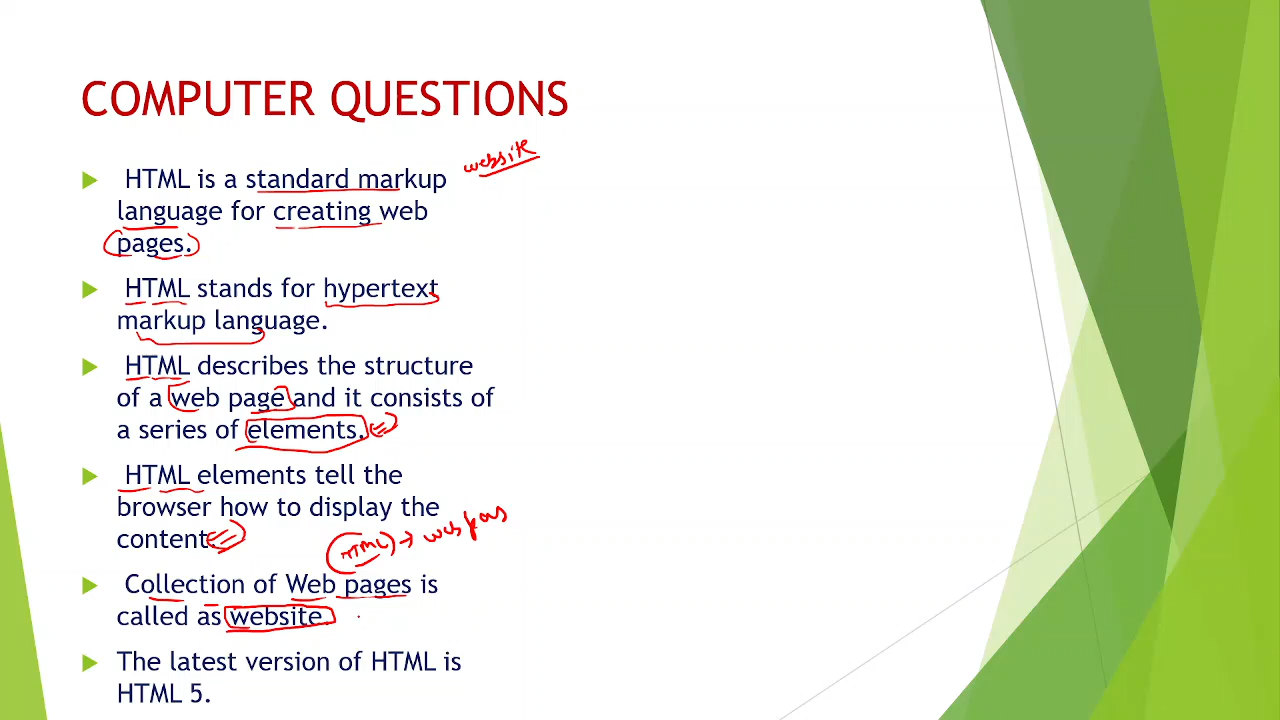 COMPUTER QUESTIONS
website
HTML is a standard markup
language for creating web
pages.
HTML stands for hypertext
markup language.
HTML describes the structure
of a web page and it consists of
a series of elements.
HTML elements tell the
browser how to display the
content.
HTML → web
Collection of Web pages is
called as website.
The latest version of HTML is
HTML 5.